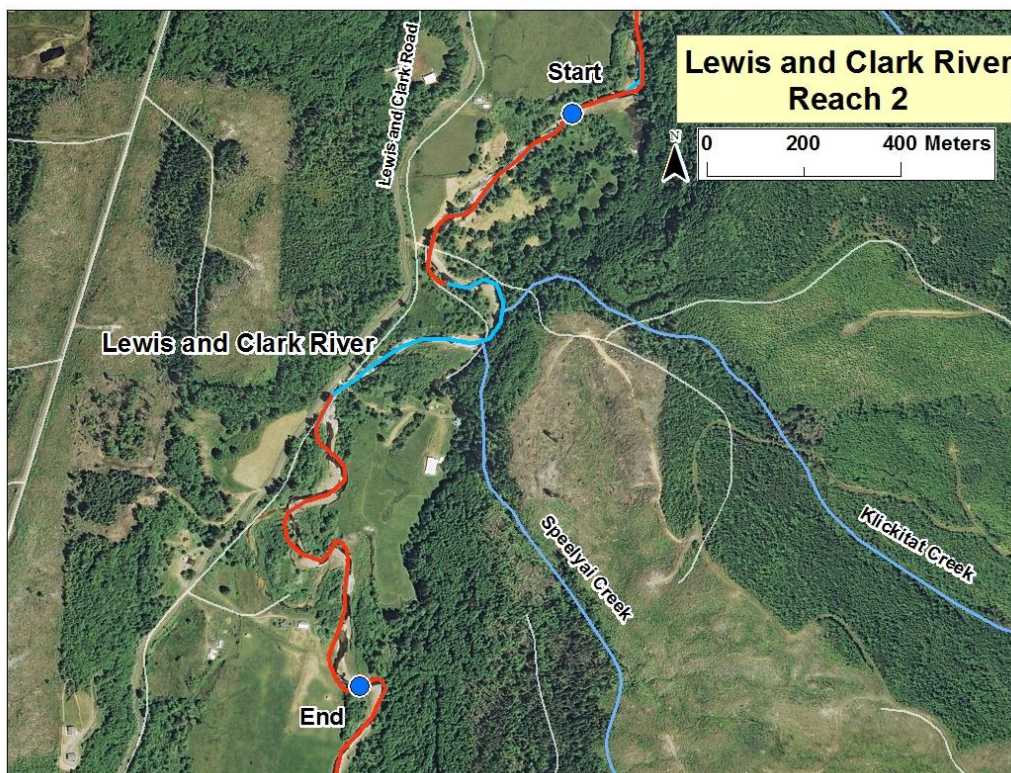 Lewis and Clark River
Reach 2
N
0 200 400 Meters
Lewis and Clark Road
Start
Lewis and Clark River
Speelyai Creek
Klickitat Creek
End